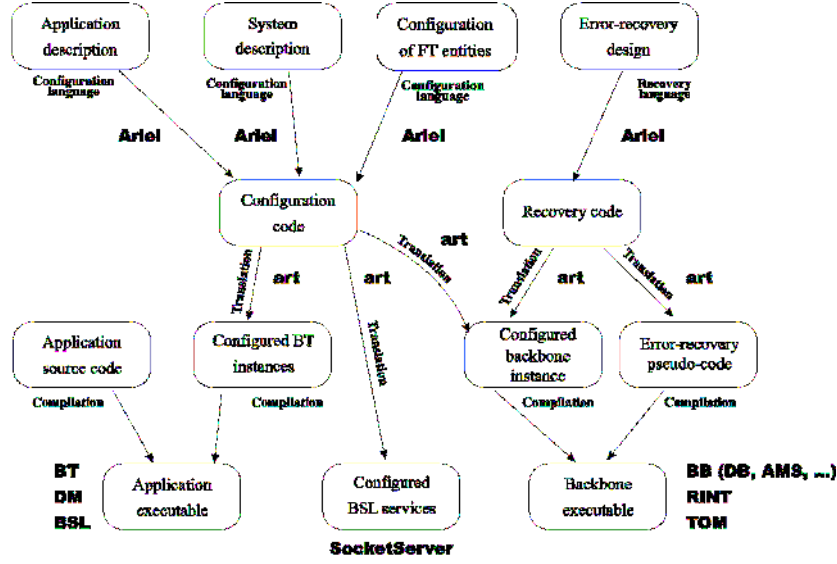 Application
description
System
description
Configuration
of FT entities
Error-recovery
design
Configuration
language
Configuration
language
Configuration
language
Recovery
language
Ariel
Ariel
Ariel
Ariel
Configuration
code
Recovery code
art
Translation
art
art
Translation
Translation
art
Translation
art
Translation
Application
source code
Configured BT
instances
Configured
backbone
instance
Error-recovery
pseudo-code
Compilation
Compilation
Compilation
Compilation
BT
DM
BSL
Application
executable
Configured
BSL services
Backbone
executable
BB (DB, AMS, ...)
RINT
TOM
SocketServer